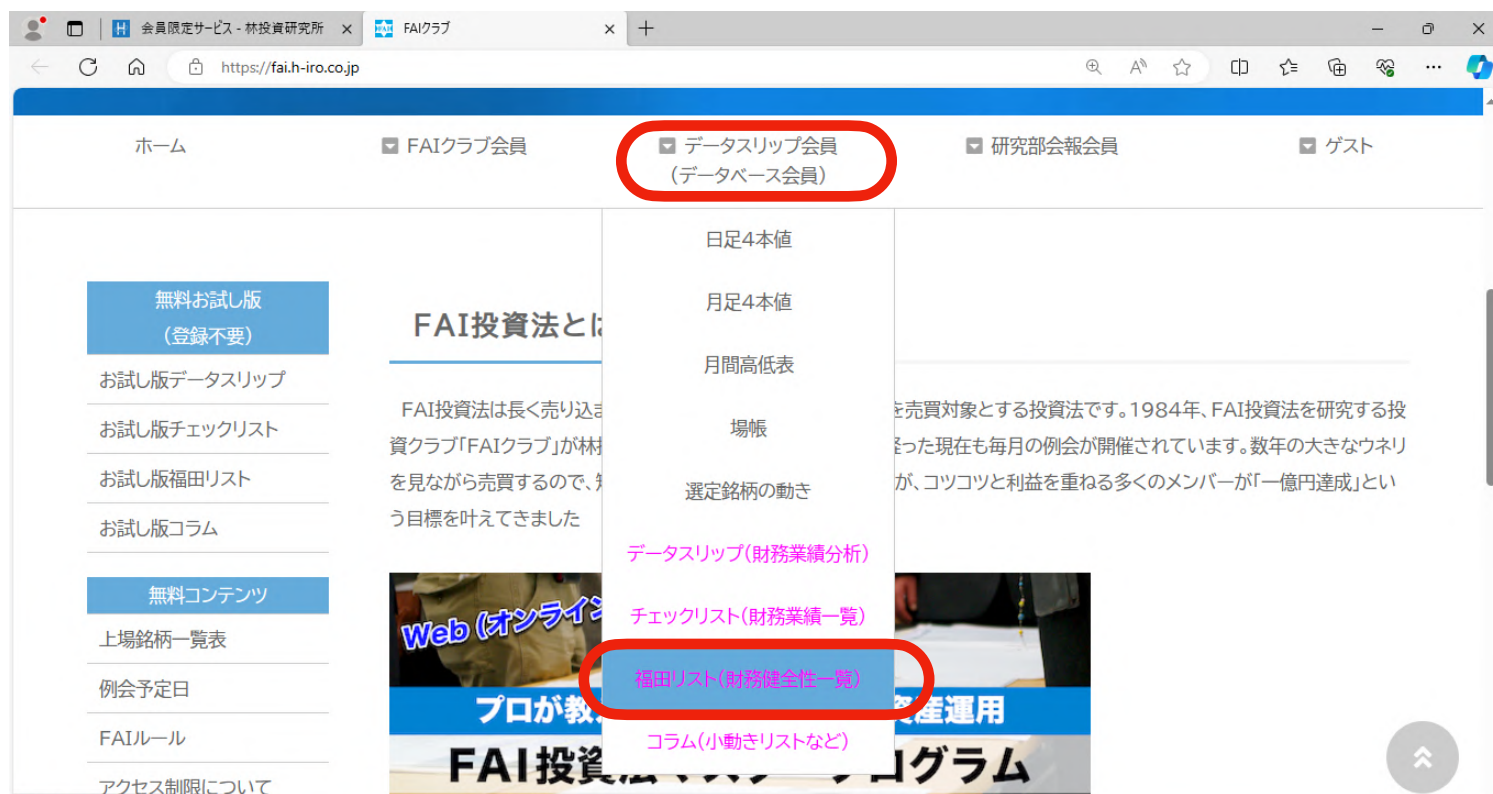 会員限定サービス - 林投資研究所
FAIクラブ
https://fai.h-iro.co.jp
ホーム
FAIクラブ会員
データスリップ会員
(データベース会員)
研究部会報会員
ゲスト
日足4本値
月足4本値
月間高低表
場帳
選定銘柄の動き
データスリップ(財務業績分析)
チェックリスト(財務業績一覧)
福田リスト(財務健全性一覧)
コラム(小動きリストなど)
無料お試し版
(登録不要)
お試し版データスリップ
お試し版チェックリスト
お試し版福田リスト
お試し版コラム
無料コンテンツ
上場銘柄一覧表
例会予定日
FAIルール
アクセス制限について
FAI投資法とに
FAI投資法は長く売り込ま を売買対象とする投資法です。1984年、FAI投資法を研究する投
資クラブ「FAIクラブ」が林 った現在も毎月の例会が開催されています。数年の大きなウネリ
を見ながら売買するので、 が、コツコツと利益を重ねる多くのメンバーが「一億円達成」とい
う目標を叶えてきました
Web (オンライン
プロが教 資産運用
FAI投資法マスタープログラム